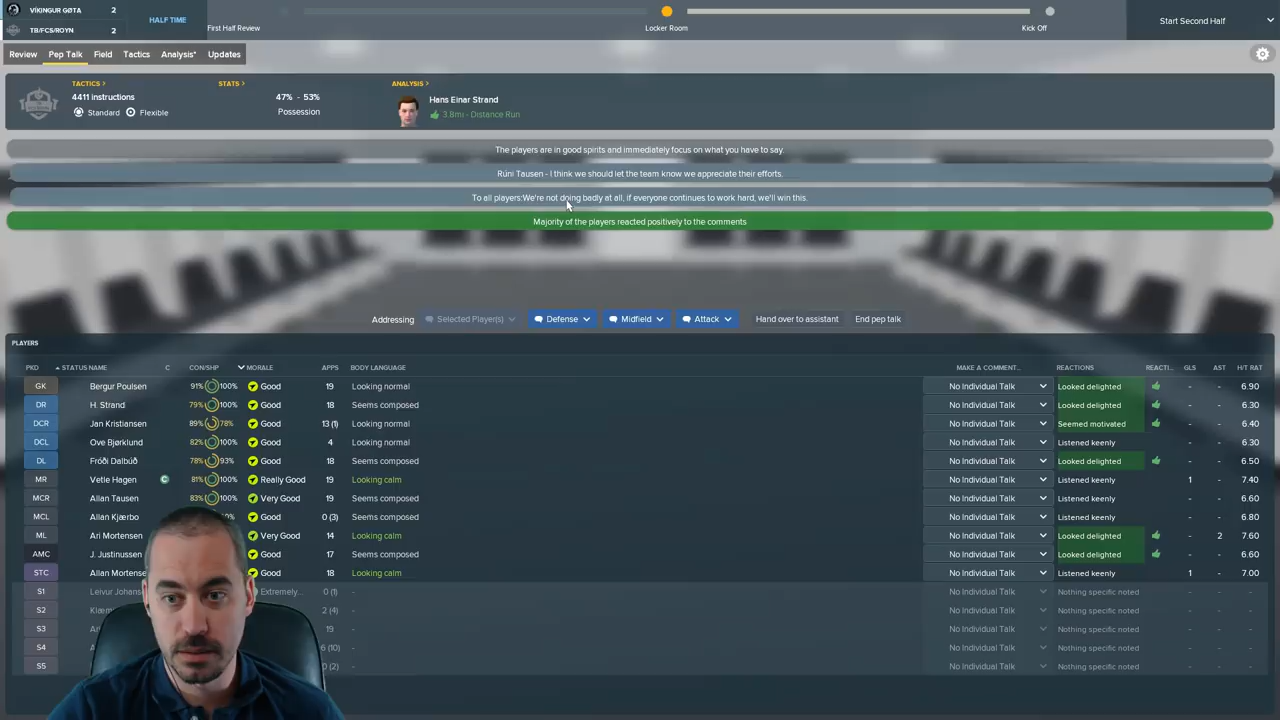 VÍKINGUR GØTA 2
TB/FCS/ROYN 2
HALF TIME
First Half Review
Locker Room
Kick Off
Start Second Half
Review Pep Talk Field Tactics Analysis* Updates
TACTICS > STATS > ANALYSIS >
4411 instructions
Standard Flexible
47% - 53%
Possession
Hans Einar Strand
3.8mi - Distance Run
The players are in good spirits and immediately focus on what you have to say.
Rúni Tausen - I think we should let the team know we appreciate their efforts.
To all players:We're not doing badly at all, if everyone continues to work hard, we'll win this.
Majority of the players reacted positively to the comments
Addressing Selected Player(s) Defense Midfield Attack Hand over to assistant End pep talk
PLAYERS
PKD STATUS NAME C CON/SHP MORALE APPS BODY LANGUAGE MAKE A COMMENT... REACTIONS REACTI... GLS AST H/T RAT
GK Bergur Poulsen 91% 100% Good 19 Looking normal No Individual Talk Looked delighted - - 6.90
DR H. Strand 79% 100% Good 18 Seems composed No Individual Talk Looked delighted - - 6.30
DCR Jan Kristiansen 89% 78% Good 13 (1) Looking normal No Individual Talk Seemed motivated - - 6.40
DCL Ove Bjørklund 82% 100% Good 4 Looking normal No Individual Talk Listened keenly - - 6.30
DL Fróði Dalbúð 78% 93% Good 18 Seems composed No Individual Talk Looked delighted - - 6.50
MR Vetle Hagen C 81% 100% Really Good 19 Looking calm No Individual Talk Listened keenly 1 - 7.40
MCR Allan Tausen 83% 100% Very Good 19 Seems composed No Individual Talk Listened keenly - - 6.60
MCL Allan Kjærbo Good 0 (3) Seems composed No Individual Talk Listened keenly - - 6.80
ML Ari Mortensen Very Good 14 Looking calm No Individual Talk Looked delighted - 2 7.60
AMC J. Justinussen Good 17 Seems composed No Individual Talk Looked delighted - - 6.60
STC Allan Mortense Good 18 Looking calm No Individual Talk Listened keenly 1 - 7.00
S1 Leivur Johans Extremely... 0 (1) - No Individual Talk Nothing specific noted - -
S2 2 (4) - No Individual Talk Nothing specific noted - -
S3 19 - No Individual Talk Nothing specific noted - -
S4 6 (10) - No Individual Talk Nothing specific noted - -
S5 0 (2) - No Individual Talk Nothing specific noted - -